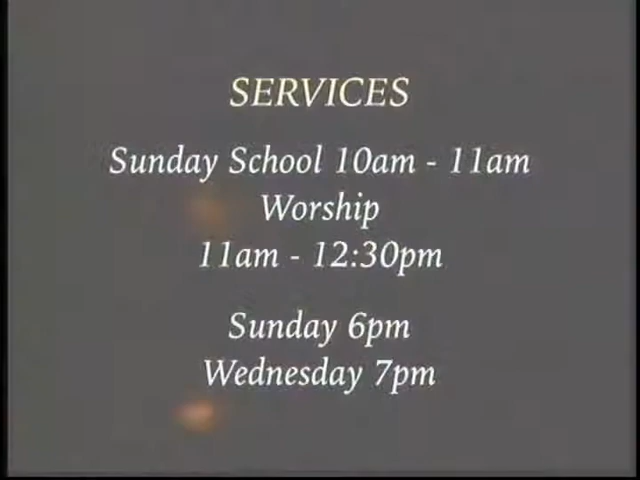 SERVICES
Sunday School 10am - 11am
Worship
11am - 12:30pm
Sunday 6pm
Wednesday 7pm